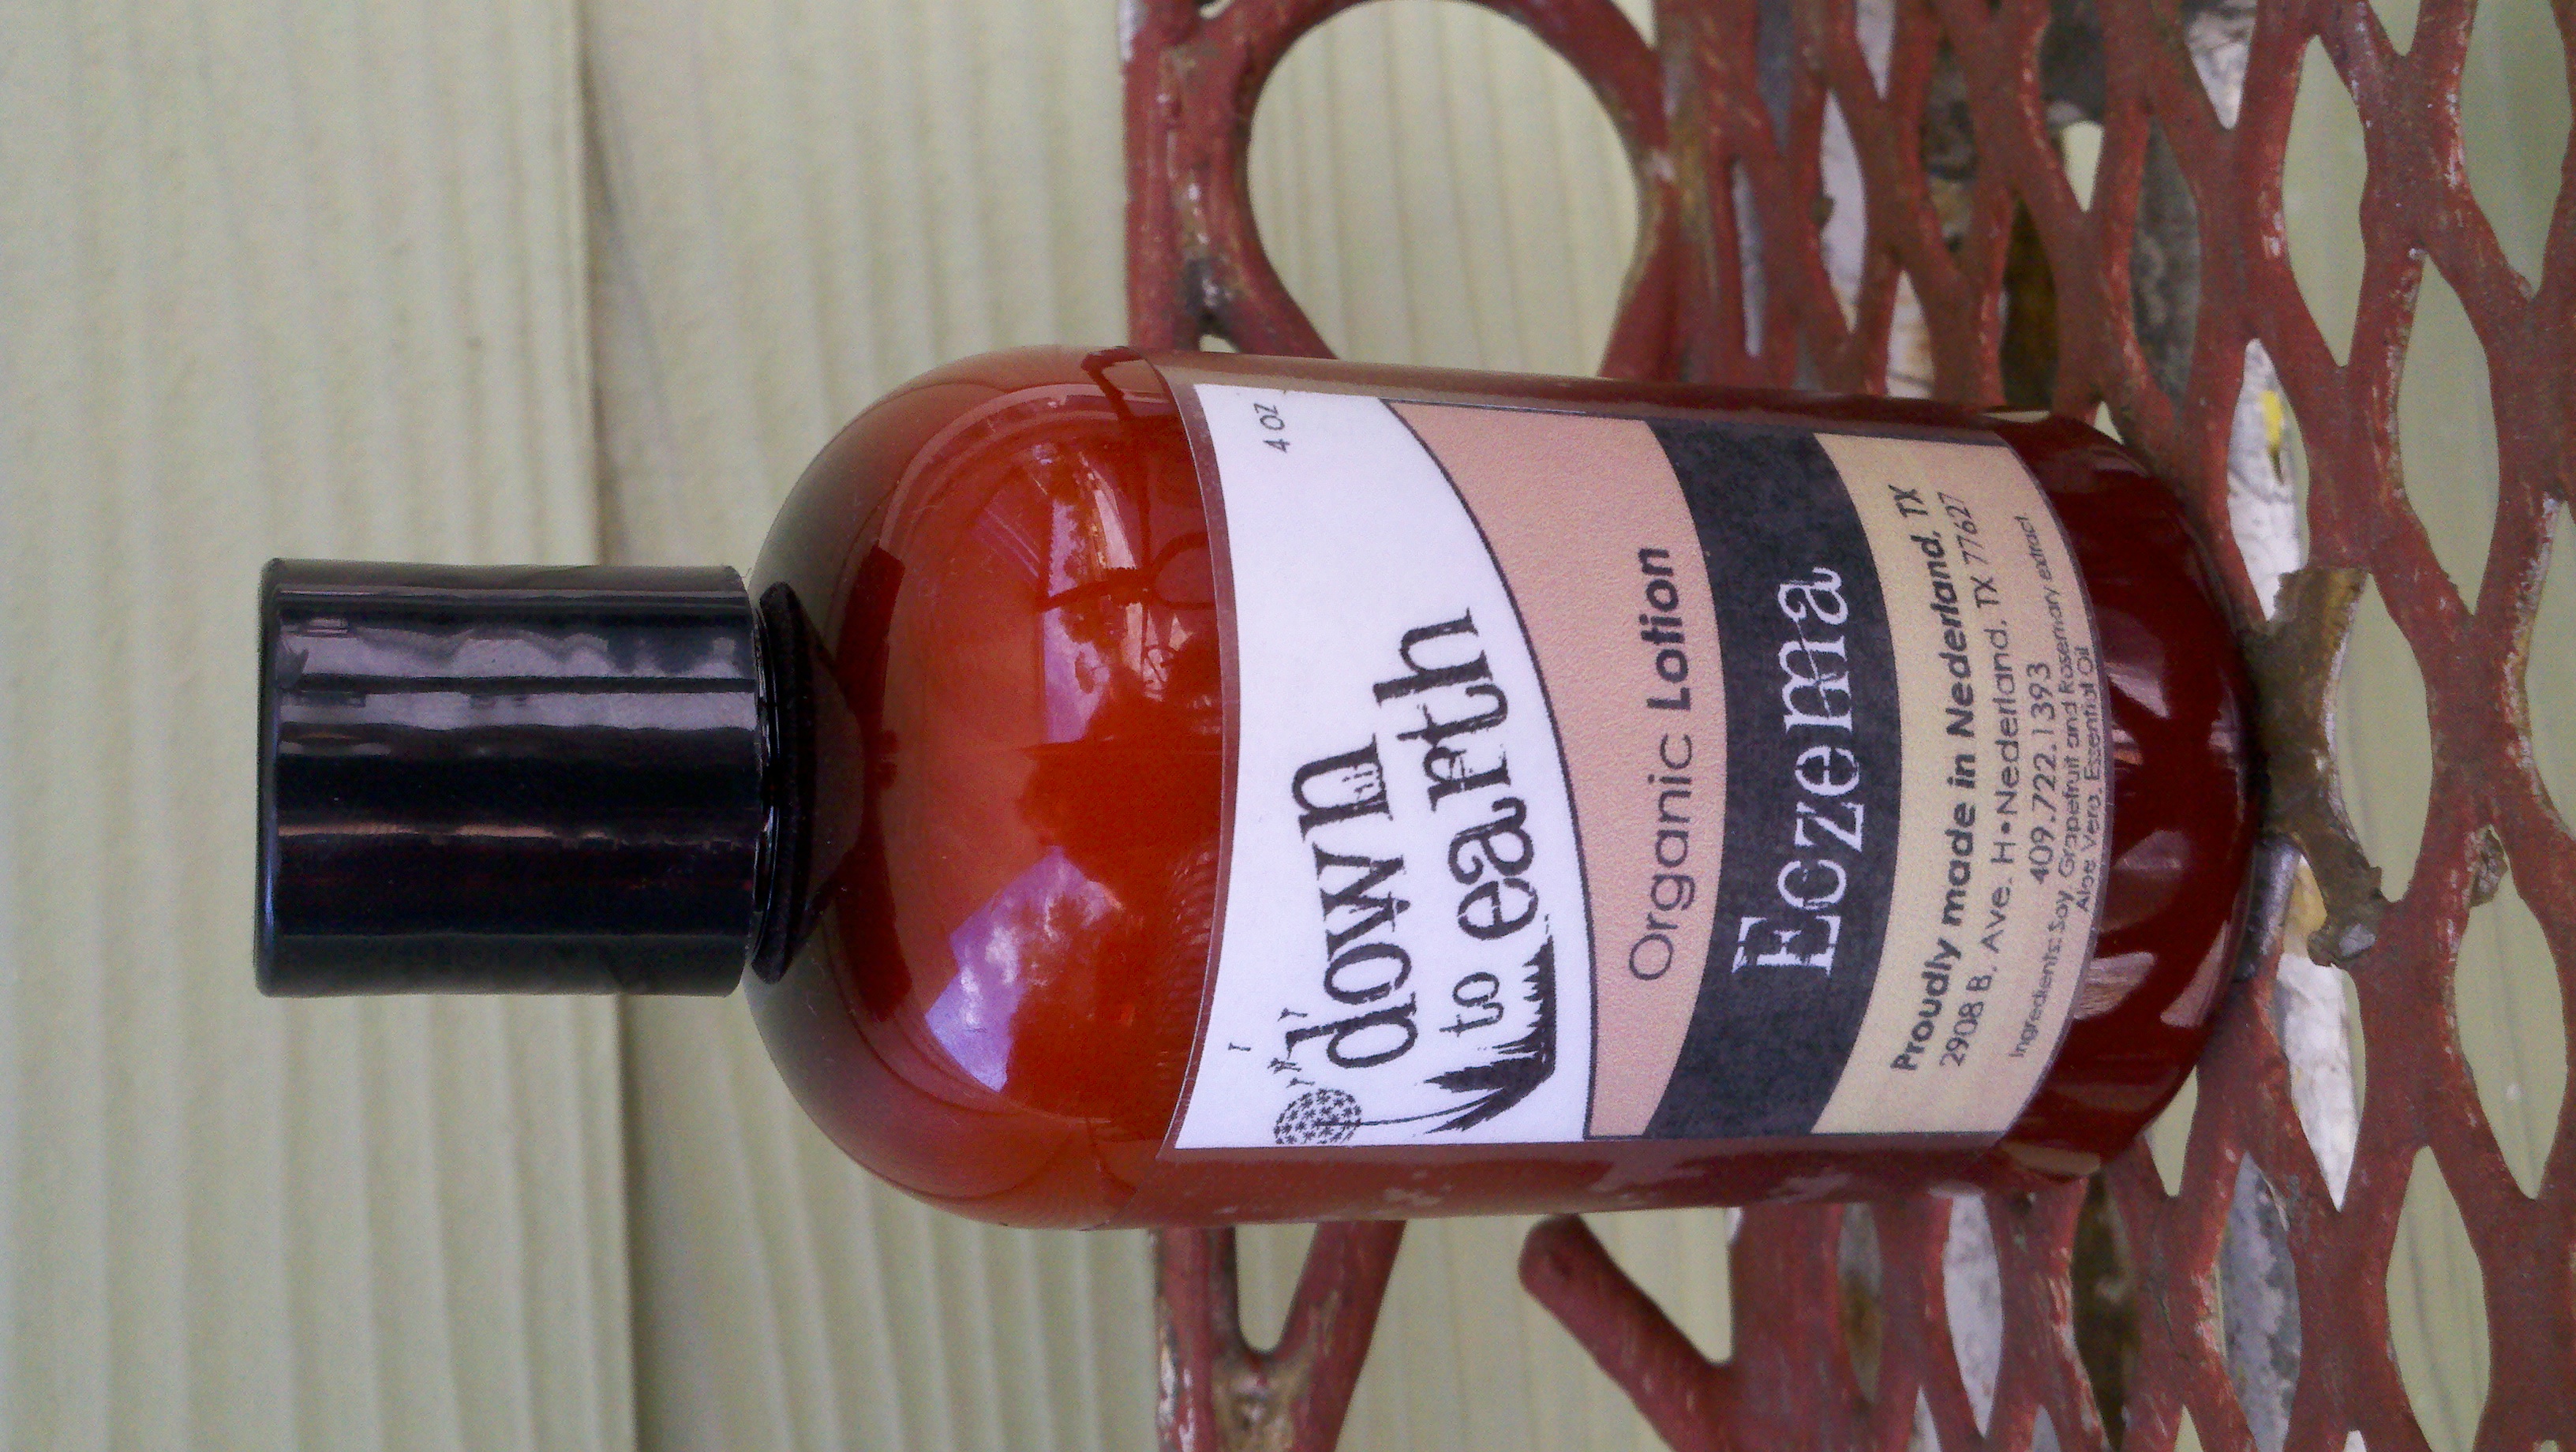 4 OZ
down
to earth
Organic Lotion
Eczema
Proudly made in Nederland, TX
2908 B. Ave. H•Nederland, TX 77627
409.722.1393
Ingredients: Soy, Grapefruit and Rosemary extract.
Aloe Vera, Essential Oil